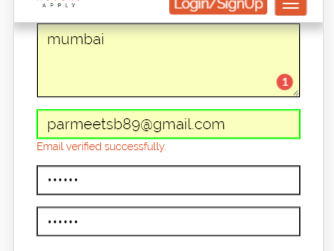 APPLY
Login/SignUp
mumbai
1
parmeetsb89@gmail.com
Email verified successfully.
••••••
••••••